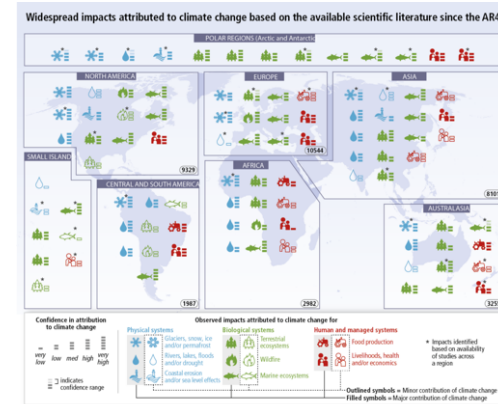 Widespread impacts attributed to climate change based on the available scientific literature since the AR4
POLAR REGIONS (Arctic and Antarctic)
NORTH AMERICA
EUROPE
ASIA
9329
10544
8101
SMALL ISLAND
CENTRAL AND SOUTH AMERICA
AFRICA
AUSTRALASIA
1987
2982
3255
Confidence in attribution
to climate change
very low
low
med
high
very high
indicates
confidence range
Observed impacts attributed to climate change for
Physical systems
Glaciers, snow, ice
and/or permafrost
Rivers, lakes, floods
and/or drought
Coastal erosion
and/or sea level effects
Biological systems
Terrestrial
ecosystems
Wildfire
Marine ecosystems
Human and managed systems
Food production
Livelihoods, health
and/or economics
* Impacts identified
based on availability
of studies across
a region
Outlined symbols = Minor contribution of climate change
Filled symbols = Major contribution of climate change